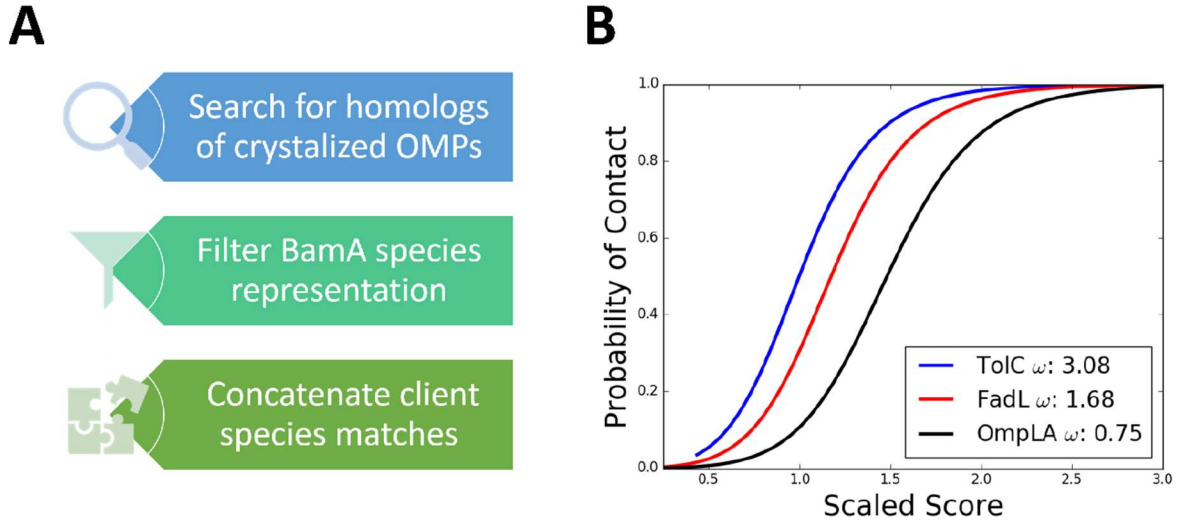 A
Search for homologs
of crystalized OMPs
Filter BamA species
representation
Concatenate client
species matches
B
Probability of Contact
1.0
0.8
0.6
0.4
0.2
0.0
0.5
1.0
1.5
2.0
2.5
3.0
Scaled Score
TolC ω: 3.08
FadL ω: 1.68
OmpLA ω: 0.75